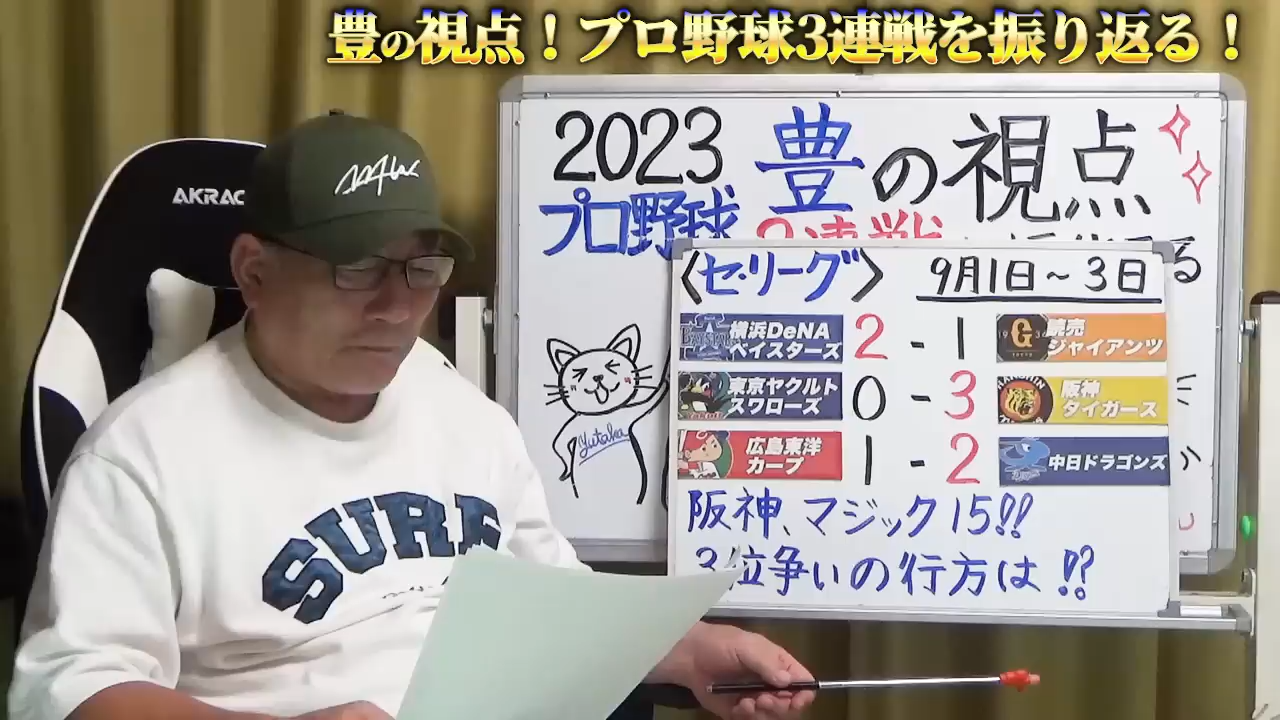 豊の視点！プロ野球3連戦を振り返る！
2023 豊の視点
プロ野球
AKRAC
〈セ・リーグ〉 9月1日～3日
横浜DeNA ベイスターズ 2 - 1 読売 ジャイアンツ
東京ヤクルト スワローズ 0 - 3 阪神 タイガース
広島東洋 カープ 1 - 2 中日ドラゴンズ
Yutaka
阪神、マジック15!!
3位争いの行方は!?
SURF